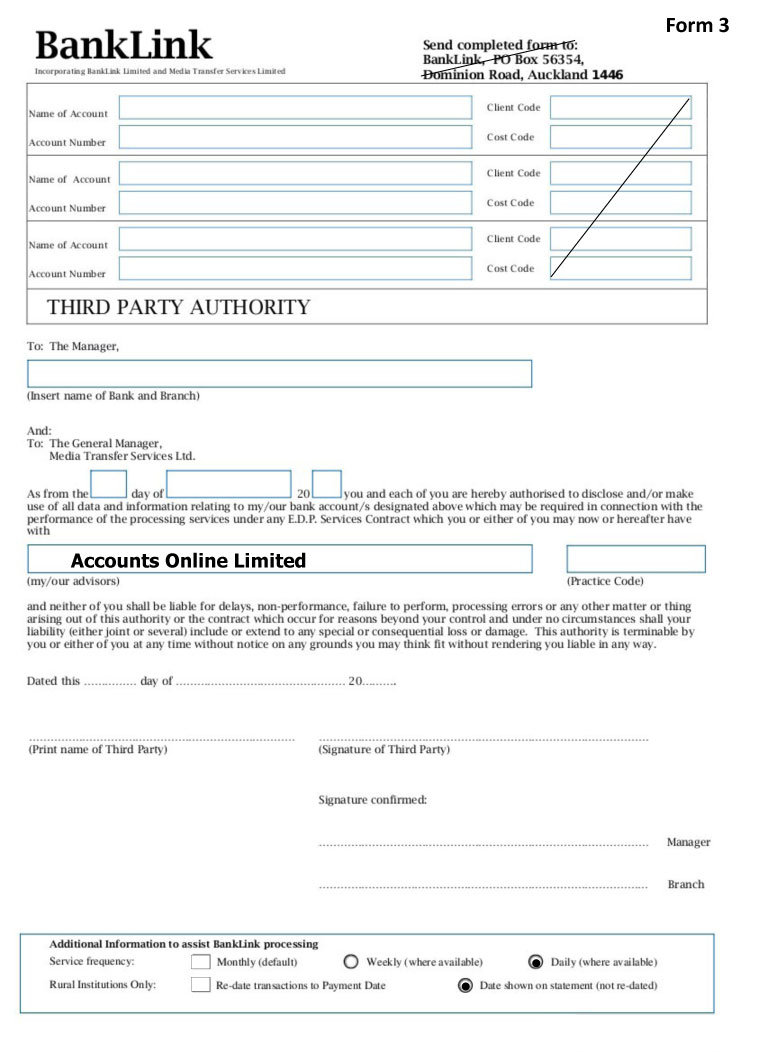 Form 3
BankLink
Incorporating BankLink Limited and Media Transfer Services Limited
Send completed form to:
BankLink, PO Box 56354,
Dominion Road, Auckland 1446
Name of Account
Client Code
Account Number
Cost Code
Name of Account
Client Code
Account Number
Cost Code
Name of Account
Client Code
Account Number
Cost Code
THIRD PARTY AUTHORITY
To: The Manager,
(Insert name of Bank and Branch)
And:
To: The General Manager,
Media Transfer Services Ltd.
As from the day of 20 you and each of you are hereby authorised to disclose and/or make
use of all data and information relating to my/our bank account/s designated above which may be required in connection with the
performance of the processing services under any E.D.P. Services Contract which you or either of you may now or hereafter have
with
Accounts Online Limited
(my/our advisors) (Practice Code)
and neither of you shall be liable for delays, non-performance, failure to perform, processing errors or any other matter or thing
arising out of this authority or the contract which occur for reasons beyond your control and under no circumstances shall your
liability (either joint or several) include or extend to any special or consequential loss or damage. This authority is terminable by
you or either of you at any time without notice on any grounds you may think fit without rendering you liable in any way.
Dated this ............... day of ............................................... 20..........
(Print name of Third Party) (Signature of Third Party)
Signature confirmed:
Manager
Branch
Additional Information to assist BankLink processing
Service frequency: Monthly (default) Weekly (where available) Daily (where available)
Rural Institutions Only: Re-date transactions to Payment Date Date shown on statement (not re-dated)